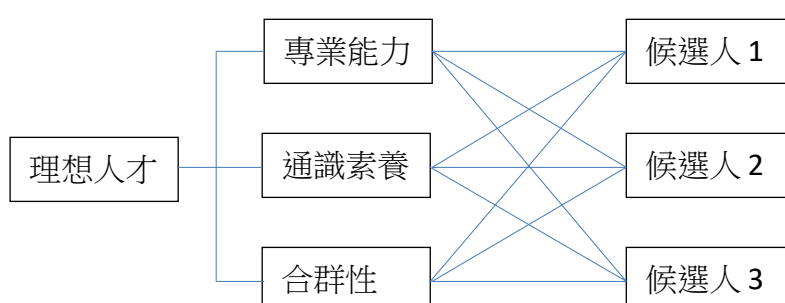 專業能力
候選人 1
理想人才
通識素養
候選人 2
合群性
候選人 3